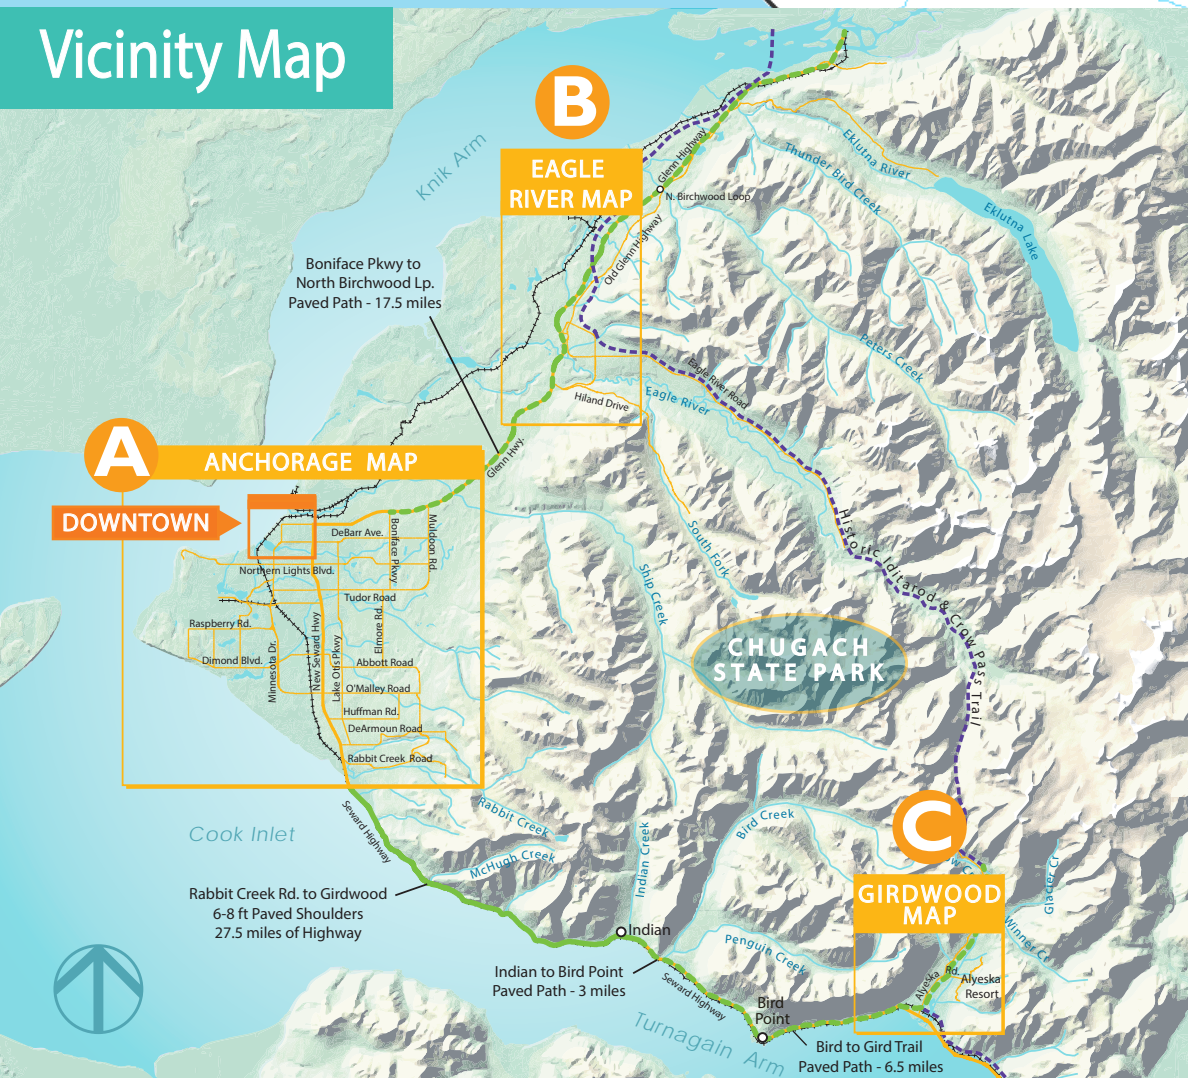 Vicinity Map
B
EAGLE
RIVER MAP
Knik Arm
Glenn Highway
N. Birchwood Loop
Old Glenn Highway
Eklutna River
Thunder Bird Creek
Eklutna Lake
Boniface Pkwy to
North Birchwood Lp.
Paved Path - 17.5 miles
Peters Creek
Eagle River Road
Eagle River
Hiland Drive
Glenn Hwy.
A
ANCHORAGE MAP
DOWNTOWN
DeBarr Ave.
Boniface Pkwy
Muldoon Rd.
Northern Lights Blvd.
Tudor Road
Raspberry Rd.
Elmore Rd.
Dimond Blvd.
Minnesota Dr.
New Seward Hwy
Lake Otis Pkwy
Abbott Road
O'Malley Road
Huffman Rd.
DeArmoun Road
Rabbit Creek Road
South Fork
Ship Creek
Historic Iditarod & Crow Pass Trail
CHUGACH
STATE PARK
Cook Inlet
Seward Highway
Rabbit Creek
McHugh Creek
Indian Creek
Bird Creek
C
GIRDWOOD
MAP
Glacier Cr
Winner Cr
Rabbit Creek Rd. to Girdwood
6-8 ft Paved Shoulders
27.5 miles of Highway
Indian
Penguin Creek
Indian to Bird Point
Paved Path - 3 miles
Seward Highway
Bird
Point
Alyeska Rd.
Alyeska
Resort
Turnagain Arm
Bird to Gird Trail
Paved Path - 6.5 miles